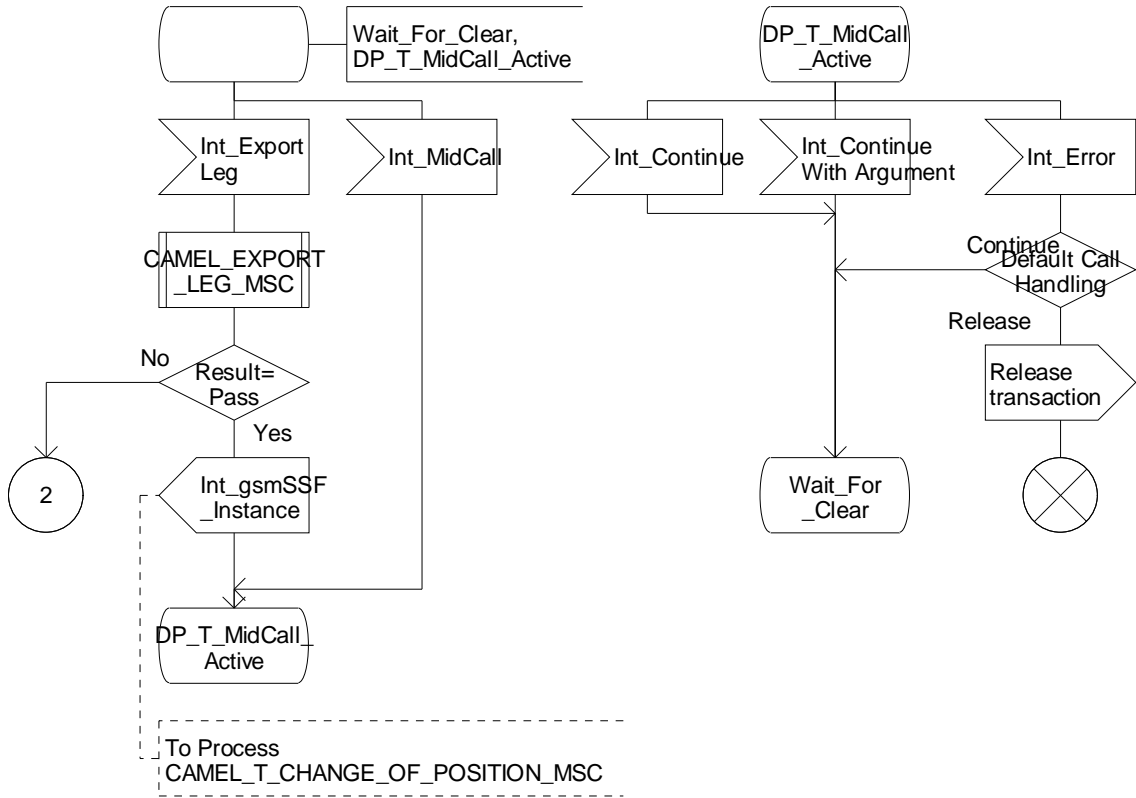 Wait_For_Clear,
DP_T_MidCall_Active
Int_Export
Leg
Int_MidCall
CAMEL_EXPORT
_LEG_MSC
No
Result=
Pass
Yes
2
Int_gsmSSF
_Instance
DP_T_MidCall_
Active
To Process
CAMEL_T_CHANGE_OF_POSITION_MSC
DP_T_MidCall
_Active
Int_Continue
Int_Continue
With Argument
Int_Error
Continue
Default Call
Handling
Release
Release
transaction
Wait_For
_Clear